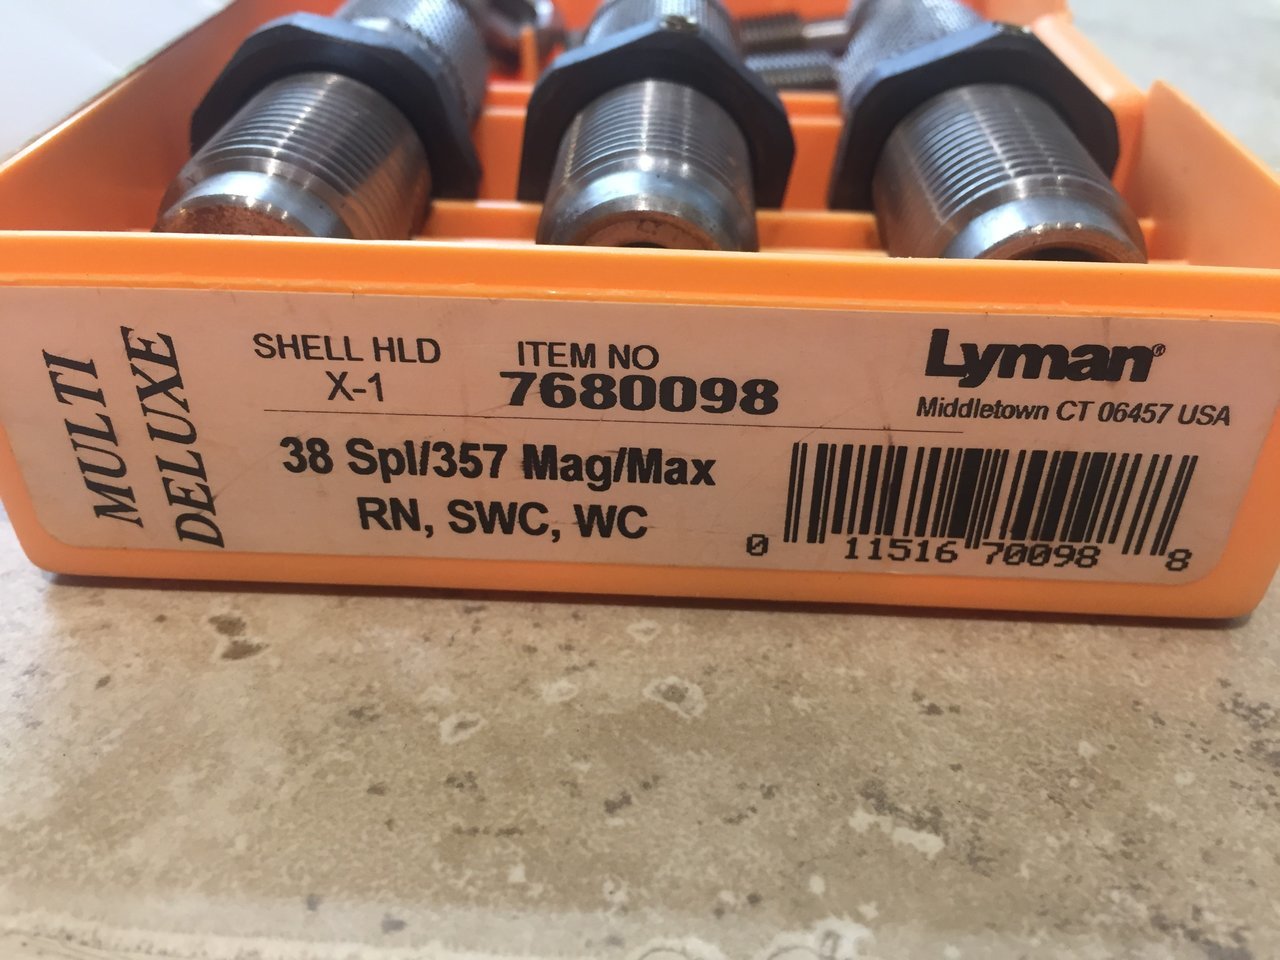 MULTI
DELUXE
SHELL HLD
X-1
ITEM NO
7680098
Lyman®
Middletown CT 06457 USA
38 Spl/357 Mag/Max
RN, SWC, WC
0 11516 70098 8